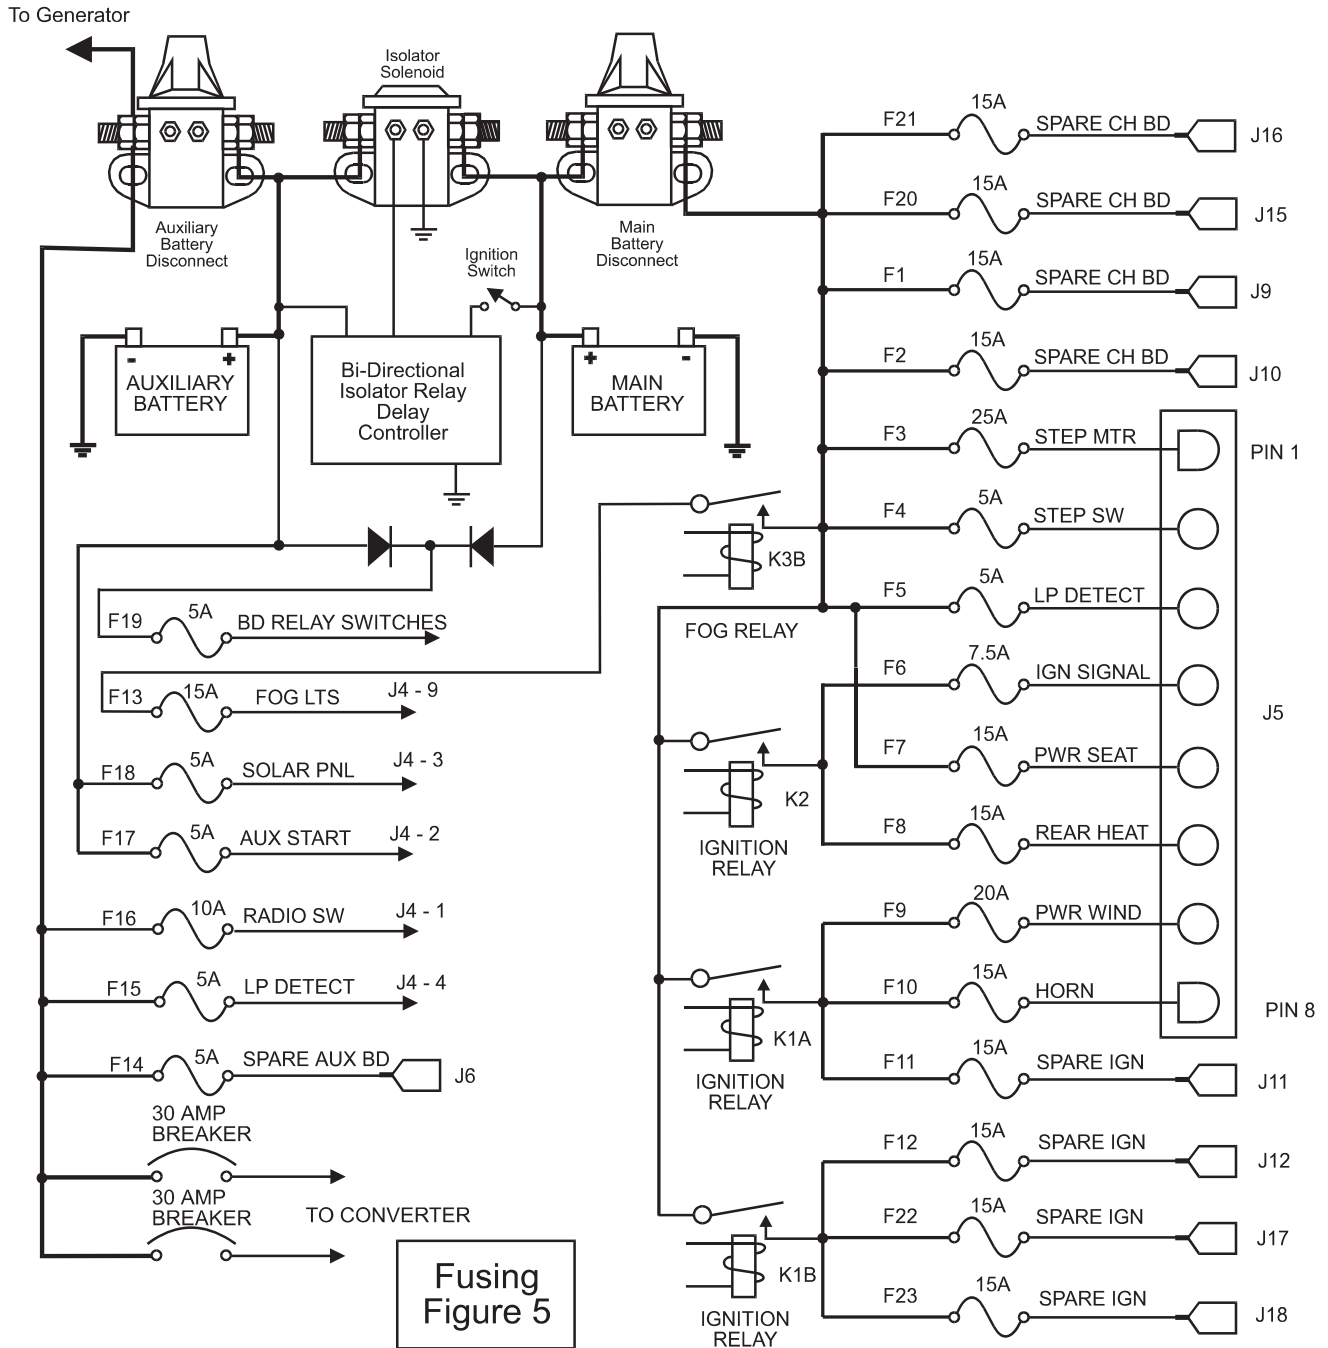 To Generator
Isolator
Solenoid
Auxiliary
Battery
Disconnect
Main
Battery
Disconnect
Ignition
Switch
-
+
AUXILIARY
BATTERY
Bi-Directional
Isolator Relay
Delay
Controller
+
-
MAIN
BATTERY
F21 15A SPARE CH BD J16
F20 15A SPARE CH BD J15
F1 15A SPARE CH BD J9
F2 15A SPARE CH BD J10
F3 25A STEP MTR PIN 1
F4 5A STEP SW
F5 5A LP DETECT
F6 7.5A IGN SIGNAL
J5
F7 15A PWR SEAT
F8 15A REAR HEAT
F9 20A PWR WIND
F10 15A HORN PIN 8
F11 15A SPARE IGN J11
F12 15A SPARE IGN J12
F22 15A SPARE IGN J17
F23 15A SPARE IGN J18
K3B
FOG RELAY
K2
IGNITION
RELAY
K1A
IGNITION
RELAY
K1B
IGNITION
RELAY
F19 5A BD RELAY SWITCHES
F13 15A FOG LTS J4 - 9
F18 5A SOLAR PNL J4 - 3
F17 5A AUX START J4 - 2
F16 10A RADIO SW J4 - 1
F15 5A LP DETECT J4 - 4
F14 5A SPARE AUX BD J6
30 AMP
BREAKER
30 AMP
BREAKER
TO CONVERTER
Fusing
Figure 5